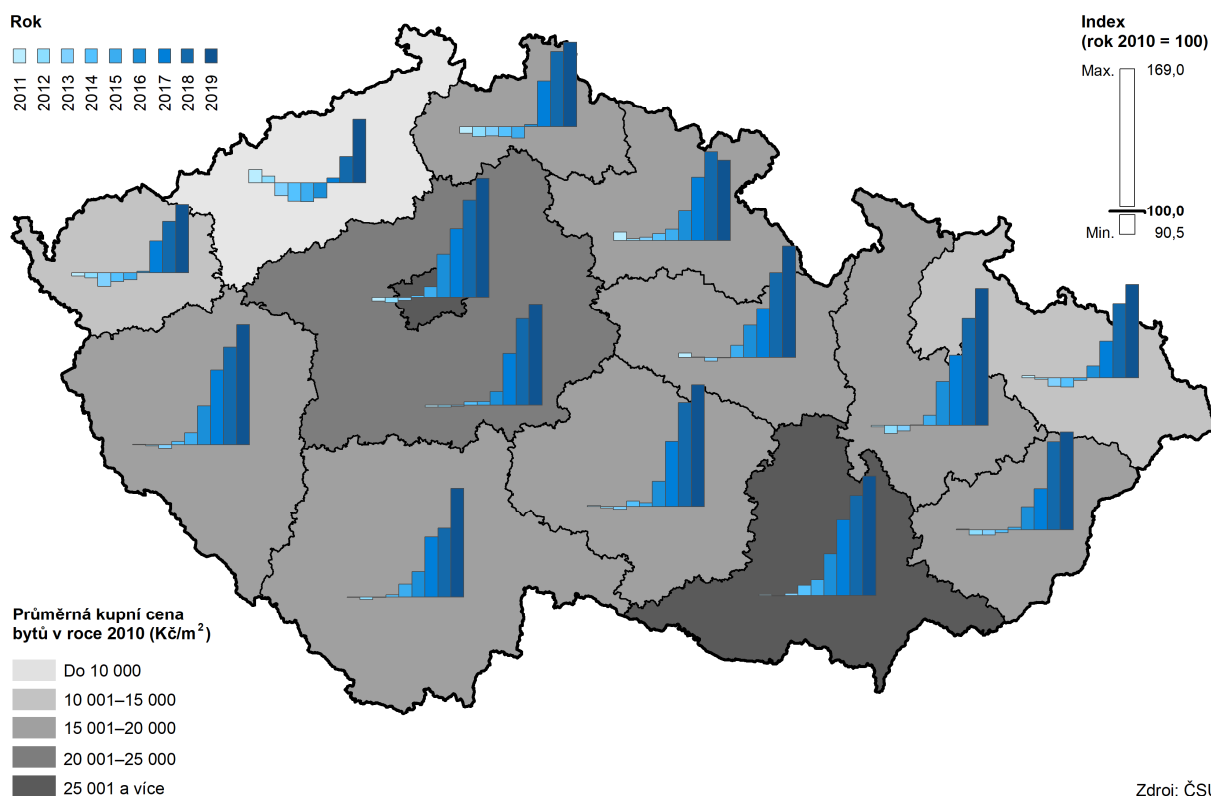 Rok
2011
2012
2013
2014
2015
2016
2017
2018
2019
Index
(rok 2010 = 100)
Max.
169,0
100,0
Min.
90,5
Průměrná kupní cena
bytů v roce 2010 (Kč/m²)
Do 10 000
10 001–15 000
15 001–20 000
20 001–25 000
25 001 a více
Zdroj: ČSÚ